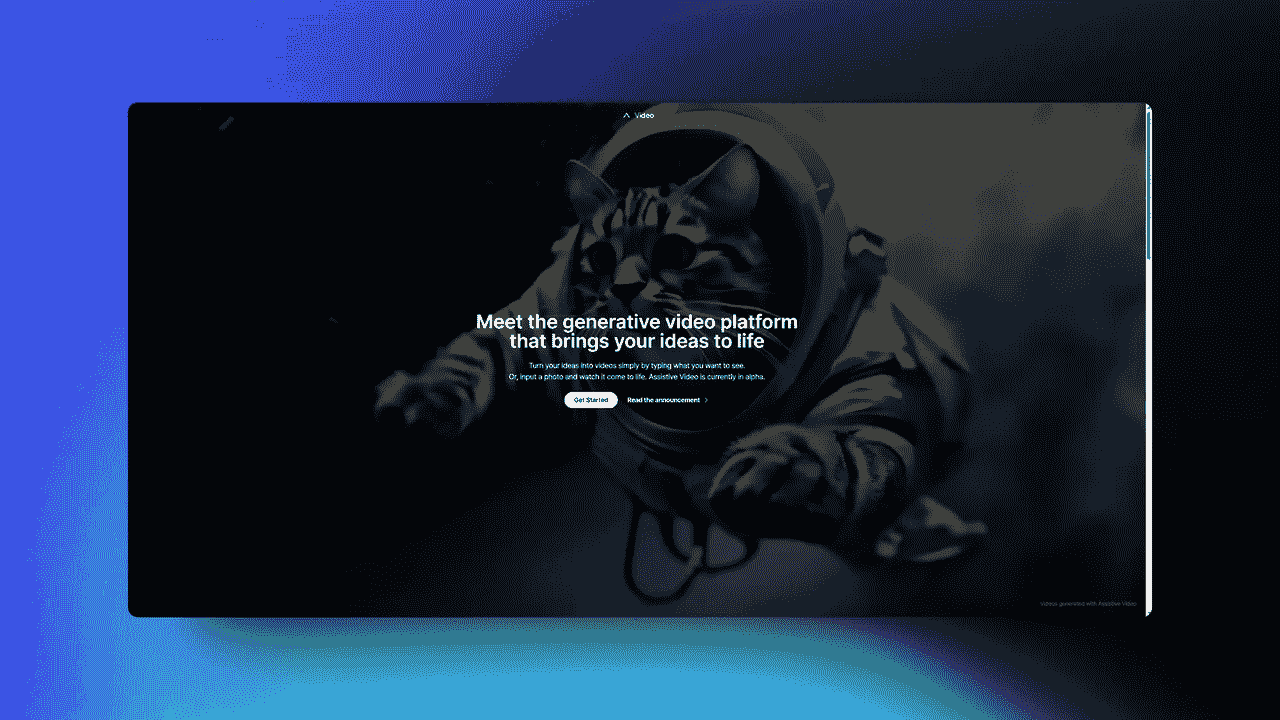 Video
Meet the generative video platform
that brings your ideas to life
Turn your ideas into videos simply by typing what you want to see.
Or, input a photo and watch it come to life. Assistive Video is currently in alpha.
Get Started
Read the announcement
Videos generated with Assistive Video